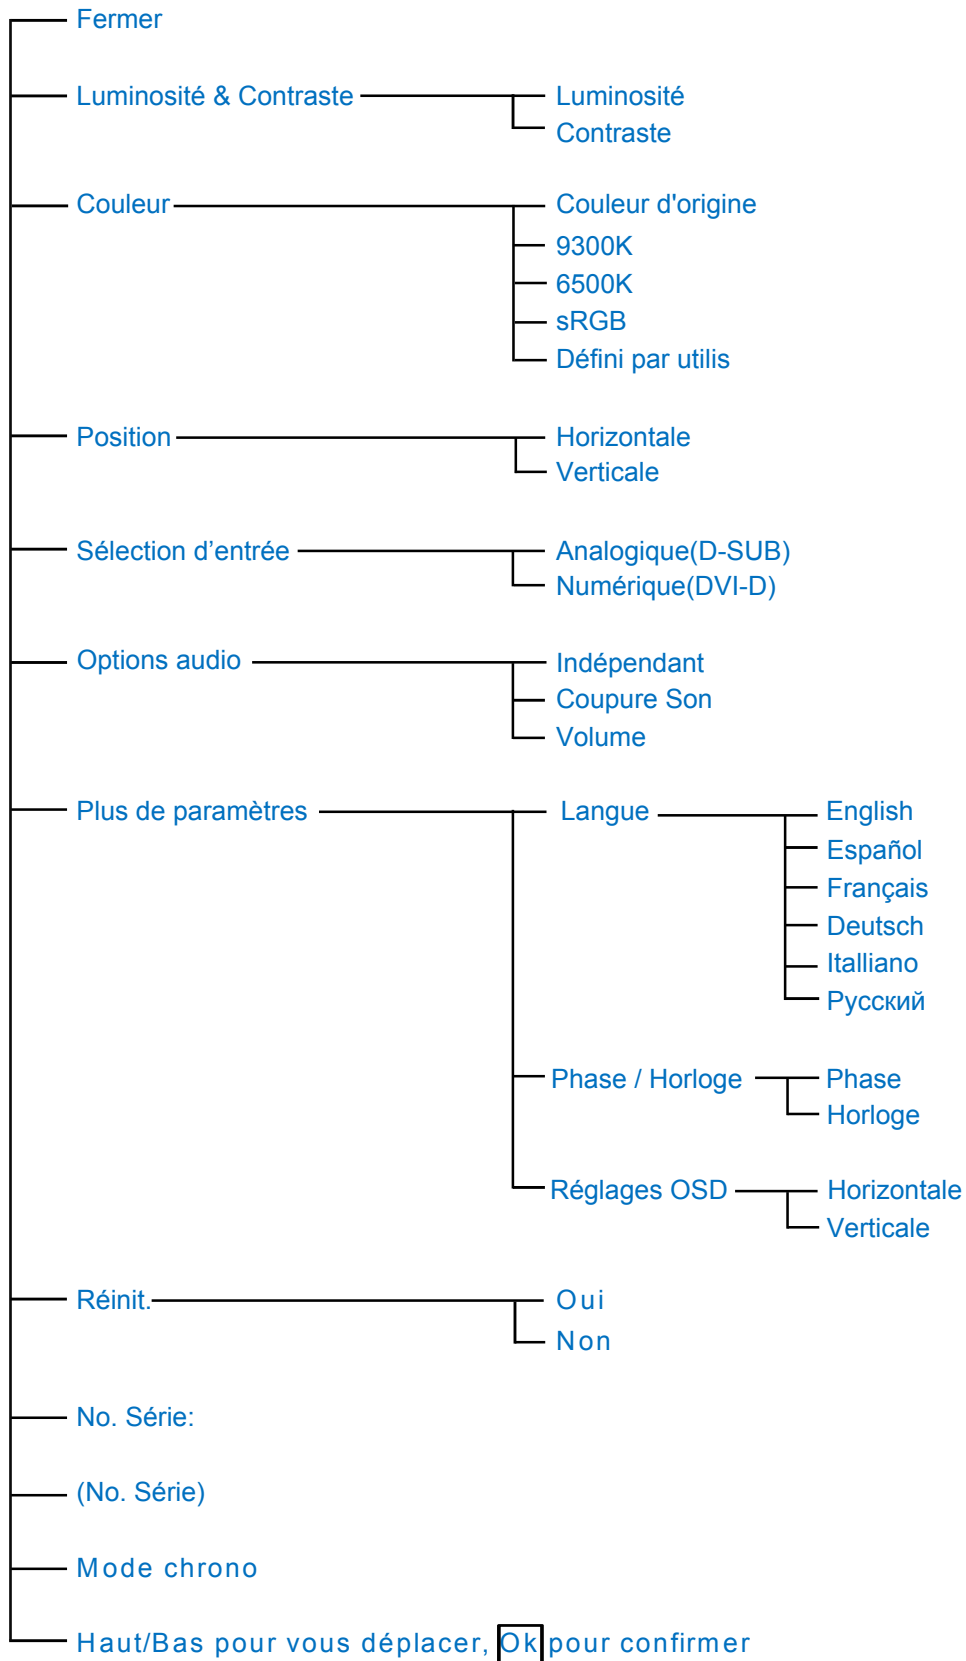 Fermer
Luminosité & Contraste Luminosité
Contraste
Couleur Couleur d'origine
9300K
6500K
sRGB
Défini par utilis
Position Horizontale
Verticale
Sélection d’entrée Analogique(D-SUB)
Numérique(DVI-D)
Options audio Indépendant
Coupure Son
Volume
Plus de paramètres Langue English
Español
Français
Deutsch
Italliano
Русский
Phase / Horloge Phase
Horloge
Réglages OSD Horizontale
Verticale
Réinit. Oui
Non
No. Série:
(No. Série)
Mode chrono
Haut/Bas pour vous déplacer, Ok pour confirmer